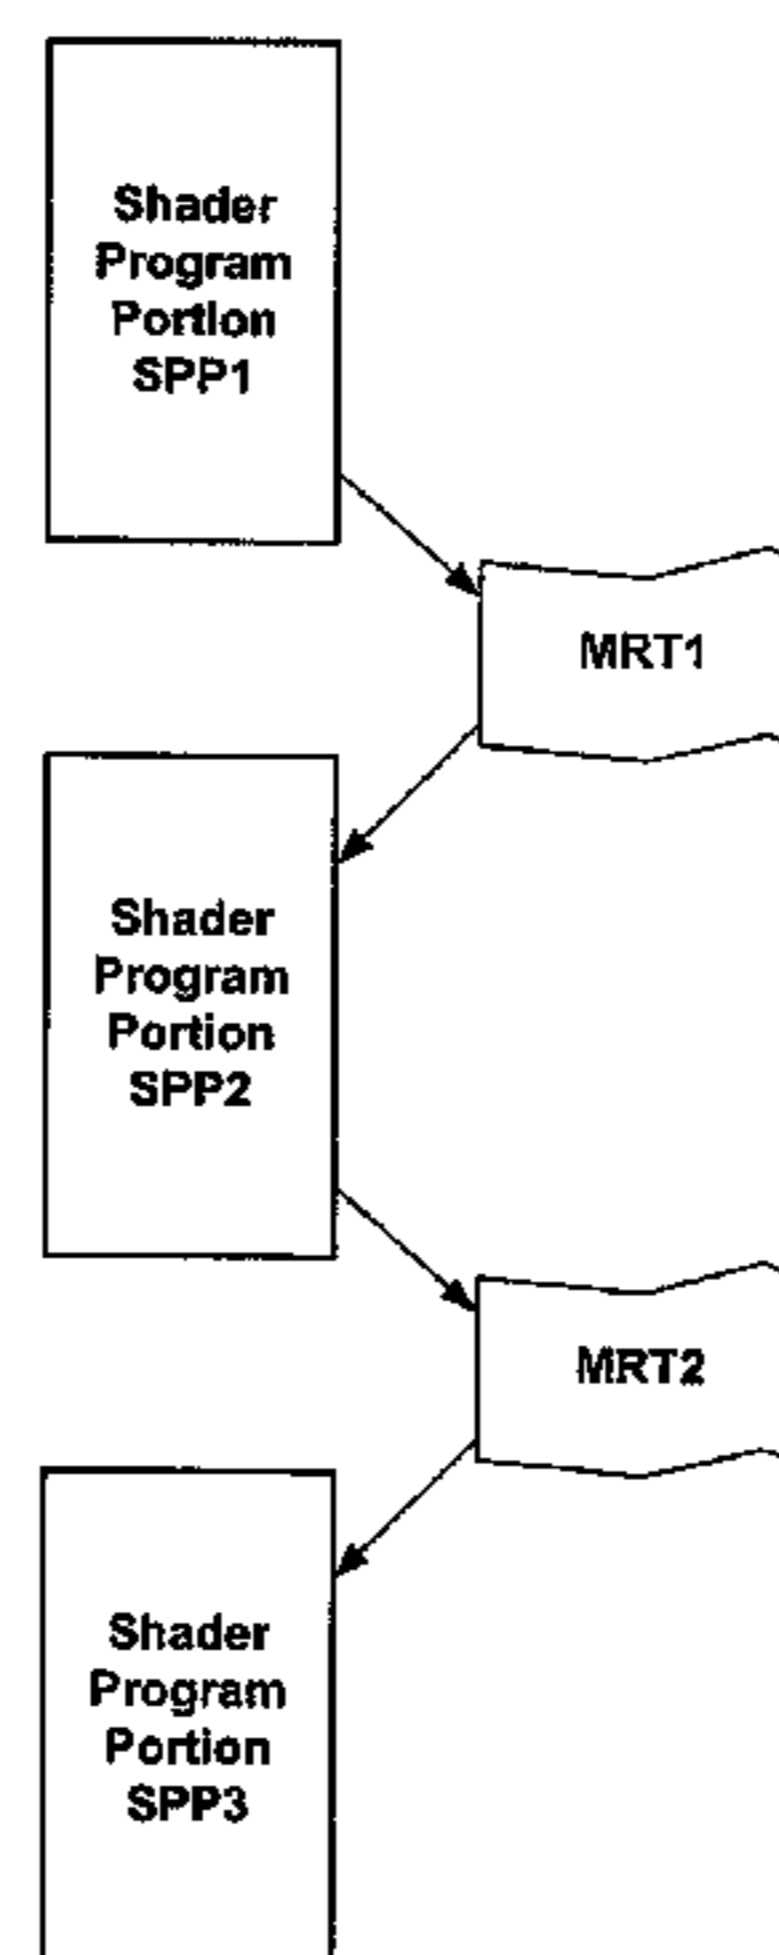 Shader
Program
Portion
SPP1
MRT1
Shader
Program
Portion
SPP2
MRT2
Shader
Program
Portion
SPP3